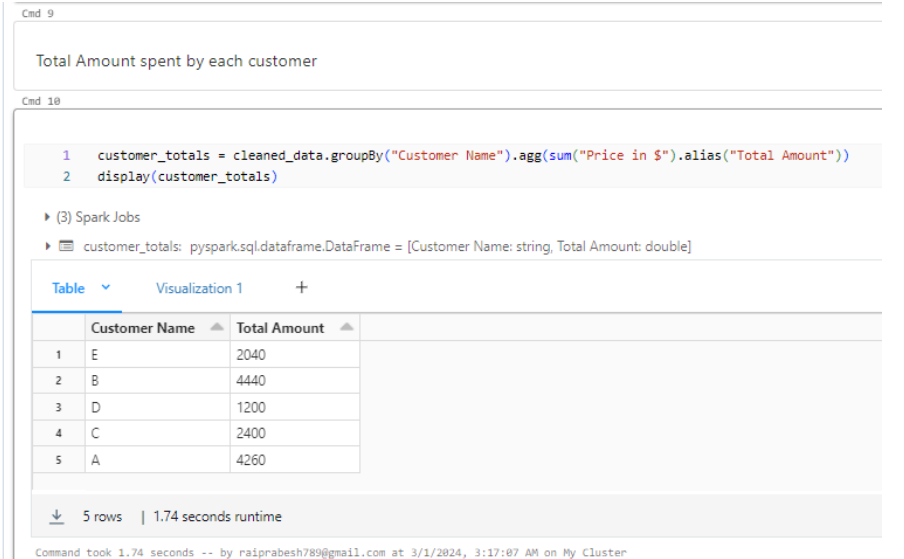 Cmd 9
Total Amount spent by each customer
Cmd 10
1 customer_totals = cleaned_data.groupBy("Customer Name").agg(sum("Price in $").alias("Total Amount"))
2 display(customer_totals)
(3) Spark Jobs
customer_totals: pyspark.sql.dataframe.DataFrame = [Customer Name: string, Total Amount: double]
Table Visualization 1 +
Customer Name Total Amount
1 E 2040
2 B 4440
3 D 1200
4 C 2400
5 A 4260
5 rows | 1.74 seconds runtime
Command took 1.74 seconds -- by raiprabesh789@gmail.com at 3/1/2024, 3:17:07 AM on My Cluster